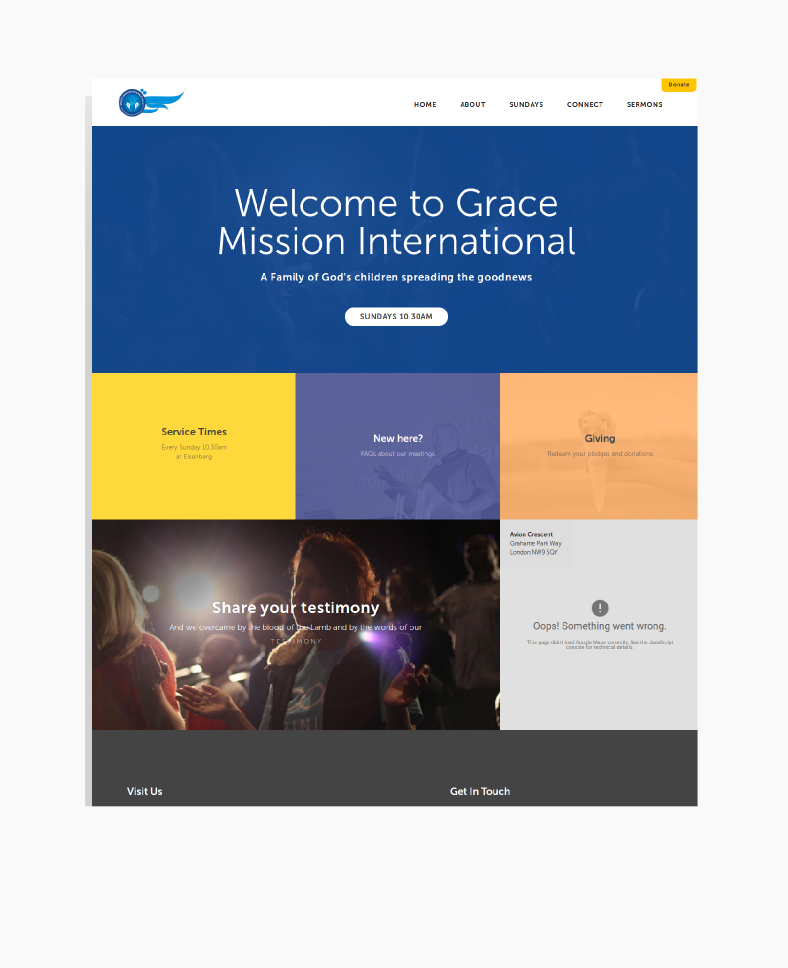 Donate
HOME ABOUT SUNDAYS CONNECT SERMONS
Welcome to Grace
Mission International
A Family of God's children spreading the goodnews
SUNDAYS 10.30AM
Service Times
Every Sunday 10.30am
at Eisenberg
New here?
FAQs about our meetings
Giving
Redeem your pledges and donations
Share your testimony
And we overcame by the blood of the Lamb and by the words of our
TESTIMONY
Avion Crescent
Grahame Park Way
London NW9 5QY
Oops! Something went wrong.
This page didn't load Google Maps correctly. See the JavaScript
console for technical details.
Visit Us
Get In Touch